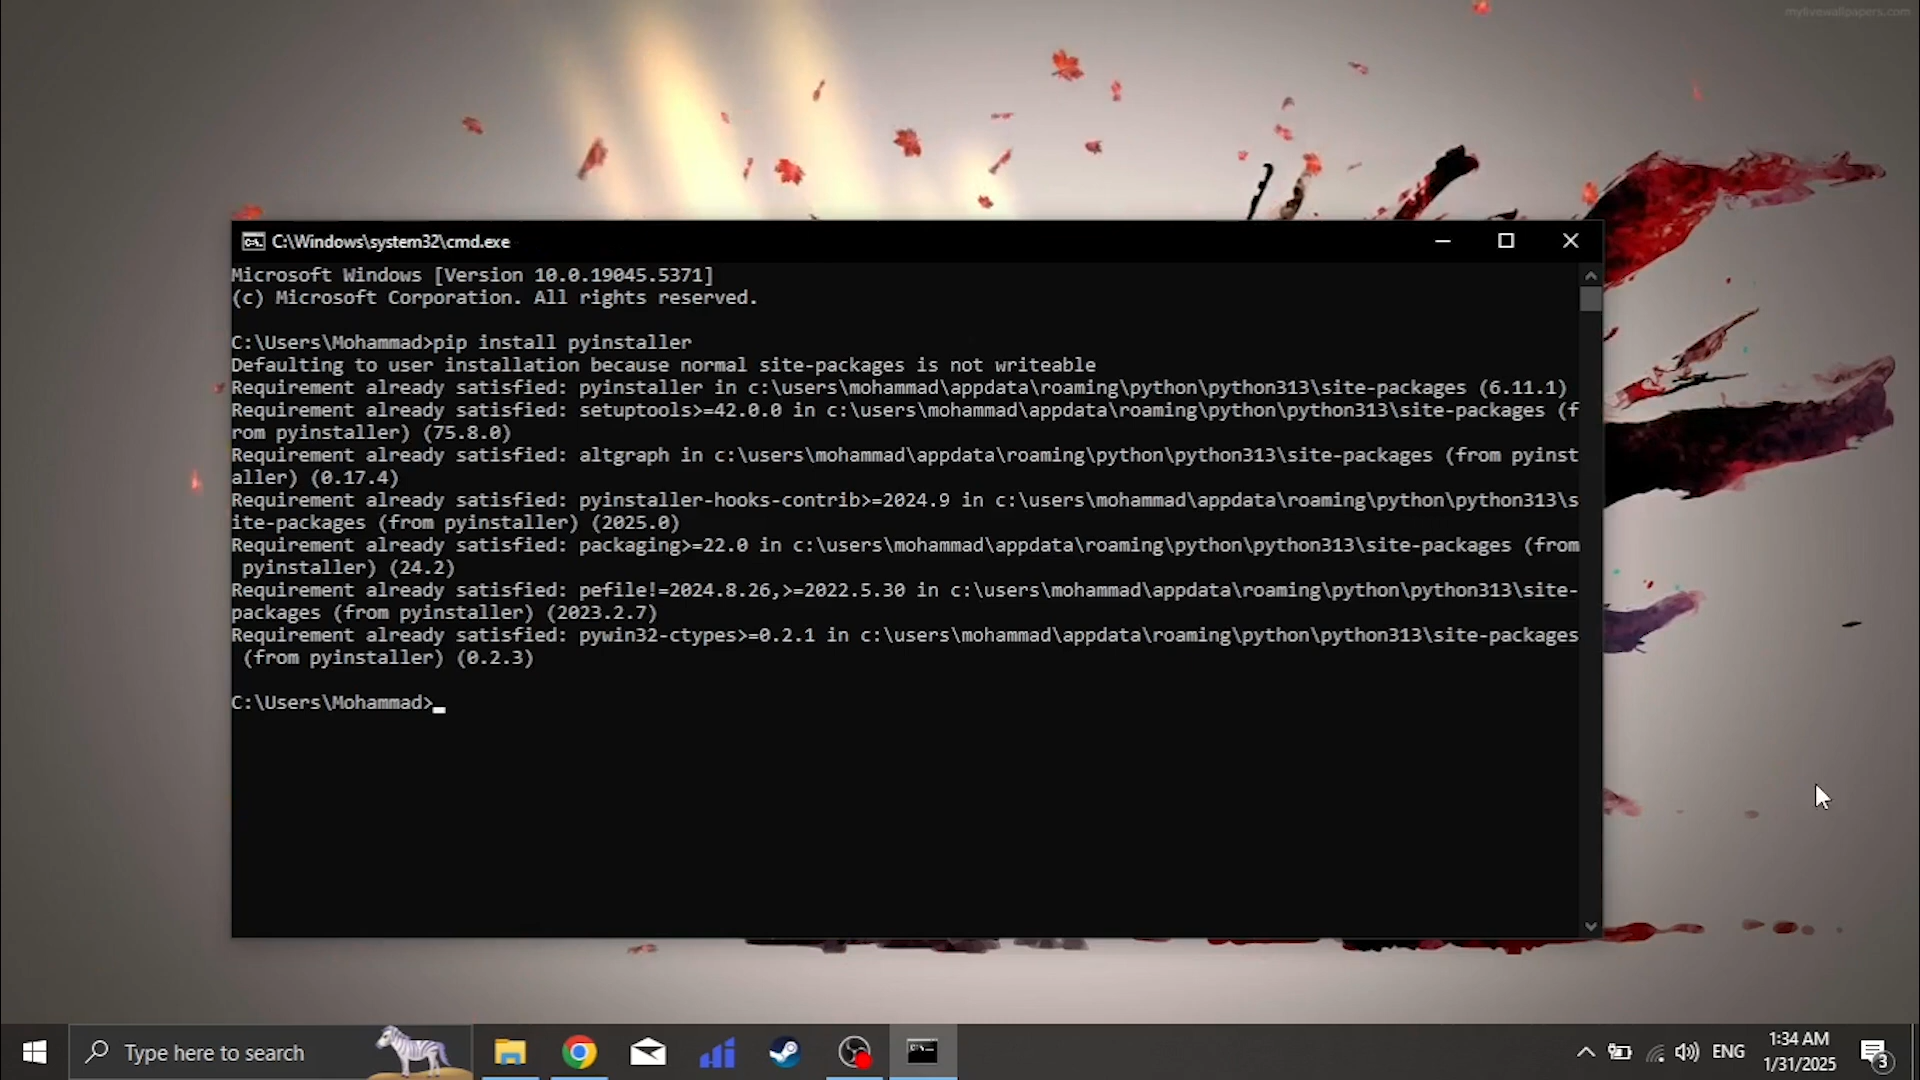 mylivewallpapers.com
C:\Windows\system32\cmd.exe
Microsoft Windows [Version 10.0.19045.5371]
(c) Microsoft Corporation. All rights reserved.
C:\Users\Mohammad>pip install pyinstaller
Defaulting to user installation because normal site-packages is not writeable
Requirement already satisfied: pyinstaller in c:\users\mohammad\appdata\roaming\python\python313\site-packages (6.11.1)
Requirement already satisfied: setuptools>=42.0.0 in c:\users\mohammad\appdata\roaming\python\python313\site-packages (f
rom pyinstaller) (75.8.0)
Requirement already satisfied: altgraph in c:\users\mohammad\appdata\roaming\python\python313\site-packages (from pyinst
aller) (0.17.4)
Requirement already satisfied: pyinstaller-hooks-contrib>=2024.9 in c:\users\mohammad\appdata\roaming\python\python313\s
ite-packages (from pyinstaller) (2025.0)
Requirement already satisfied: packaging>=22.0 in c:\users\mohammad\appdata\roaming\python\python313\site-packages (from
 pyinstaller) (24.2)
Requirement already satisfied: pefile!=2024.8.26,>=2022.5.30 in c:\users\mohammad\appdata\roaming\python\python313\site-
packages (from pyinstaller) (2023.2.7)
Requirement already satisfied: pywin32-ctypes>=0.2.1 in c:\users\mohammad\appdata\roaming\python\python313\site-packages
 (from pyinstaller) (0.2.3)
C:\Users\Mohammad>
Type here to search
ENG
1:34 AM
1/31/2025
3